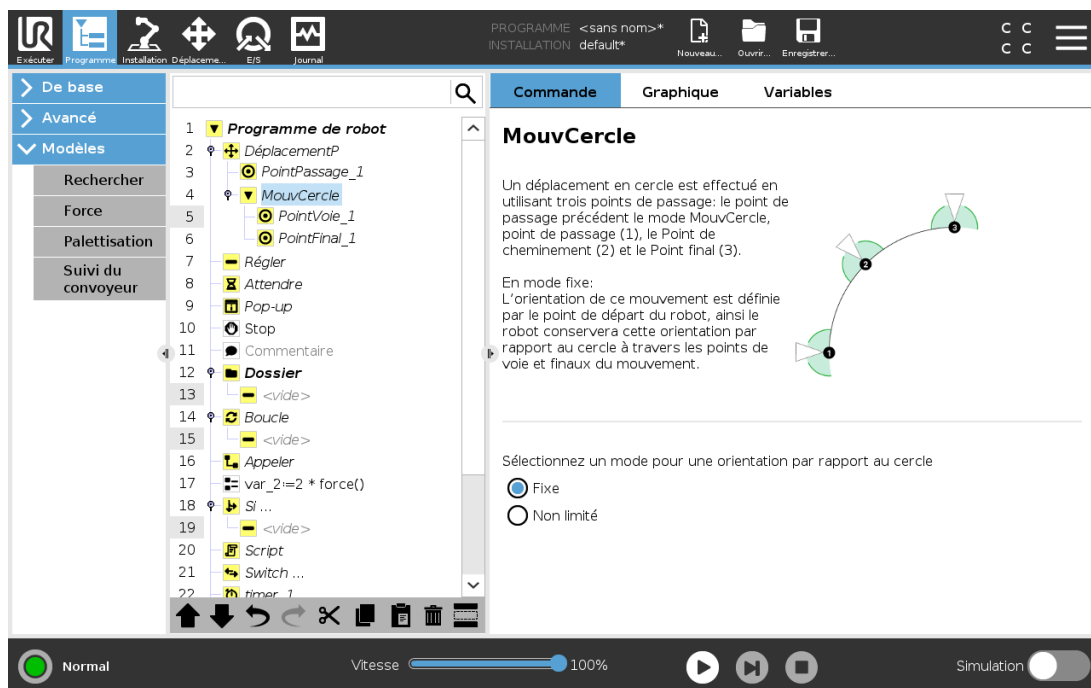 UR
PROGRAMME <sans nom>*
INSTALLATION default*
C C
C C
Exécuter
Programme
Installation
Déplaceme...
E/S
Journal
Nouveau...
Ouvrir...
Enregistrer...
De base
Avancé
Modèles
Rechercher
Force
Palettisation
Suivi du
convoyeur
1 Programme de robot
2 DéplacementP
3 PointPassage_1
4 MouvCercle
5 PointVoie_1
6 PointFinal_1
7 Régler
8 Attendre
9 Pop-up
10 Stop
11 Commentaire
12 Dossier
13 <vide>
14 Boucle
15 <vide>
16 Appeler
17 var_2:=2 * force()
18 Si ...
19 <vide>
20 Script
21 Switch ...
22 timer_1
Commande
Graphique
Variables
MouvCercle
Un déplacement en cercle est effectué en
utilisant trois points de passage: le point de
passage précédent le mode MouvCercle,
point de passage (1), le Point de
cheminement (2) et le Point final (3).
En mode fixe:
L'orientation de ce mouvement est définie
par le point de départ du robot, ainsi le
robot conservera cette orientation par
rapport au cercle à travers les points de
voie et finaux du mouvement.
3
2
1
Sélectionnez un mode pour une orientation par rapport au cercle
Fixe
Non limité
Normal
Vitesse
100%
Simulation